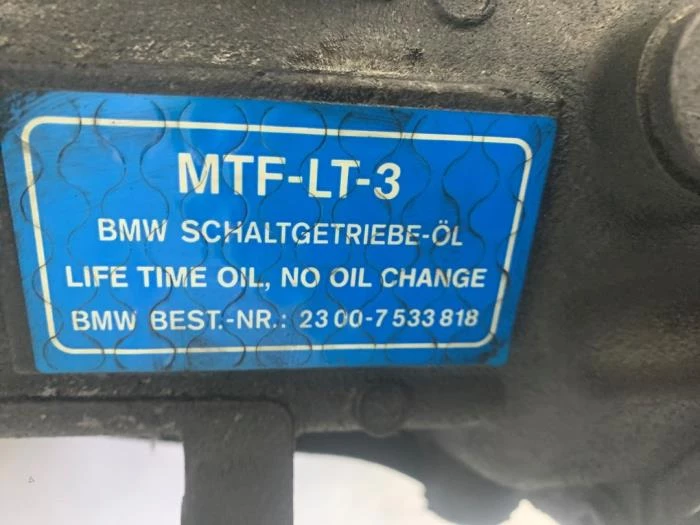 MTF-LT-3
BMW SCHALTGETRIEBE-ÖL
LIFE TIME OIL, NO OIL CHANGE
BMW BEST.-NR.: 23 00-7 533 818